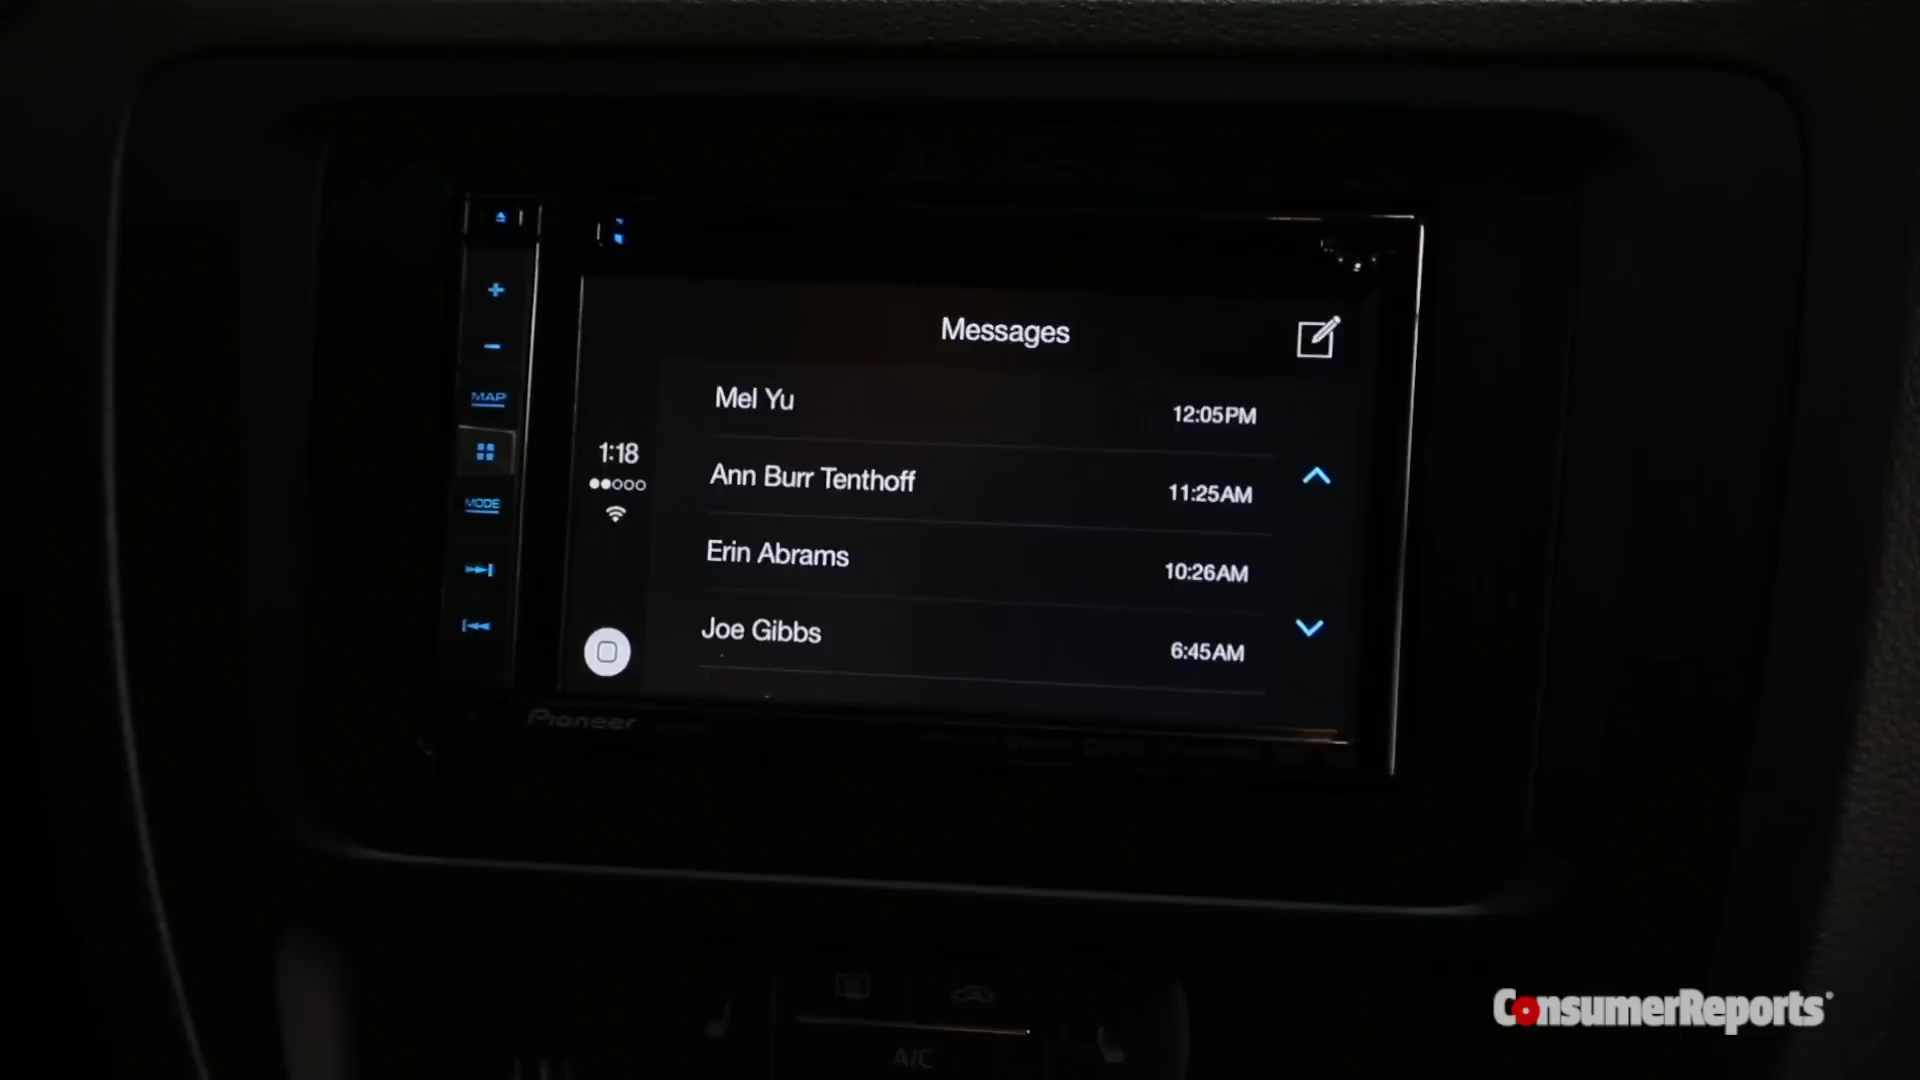 Messages
Mel Yu 12:05PM
Ann Burr Tenthoff 11:25AM
Erin Abrams 10:26AM
Joe Gibbs 6:45AM
1:18
MAP
MODE
Pioneer
A/C
ConsumerReports